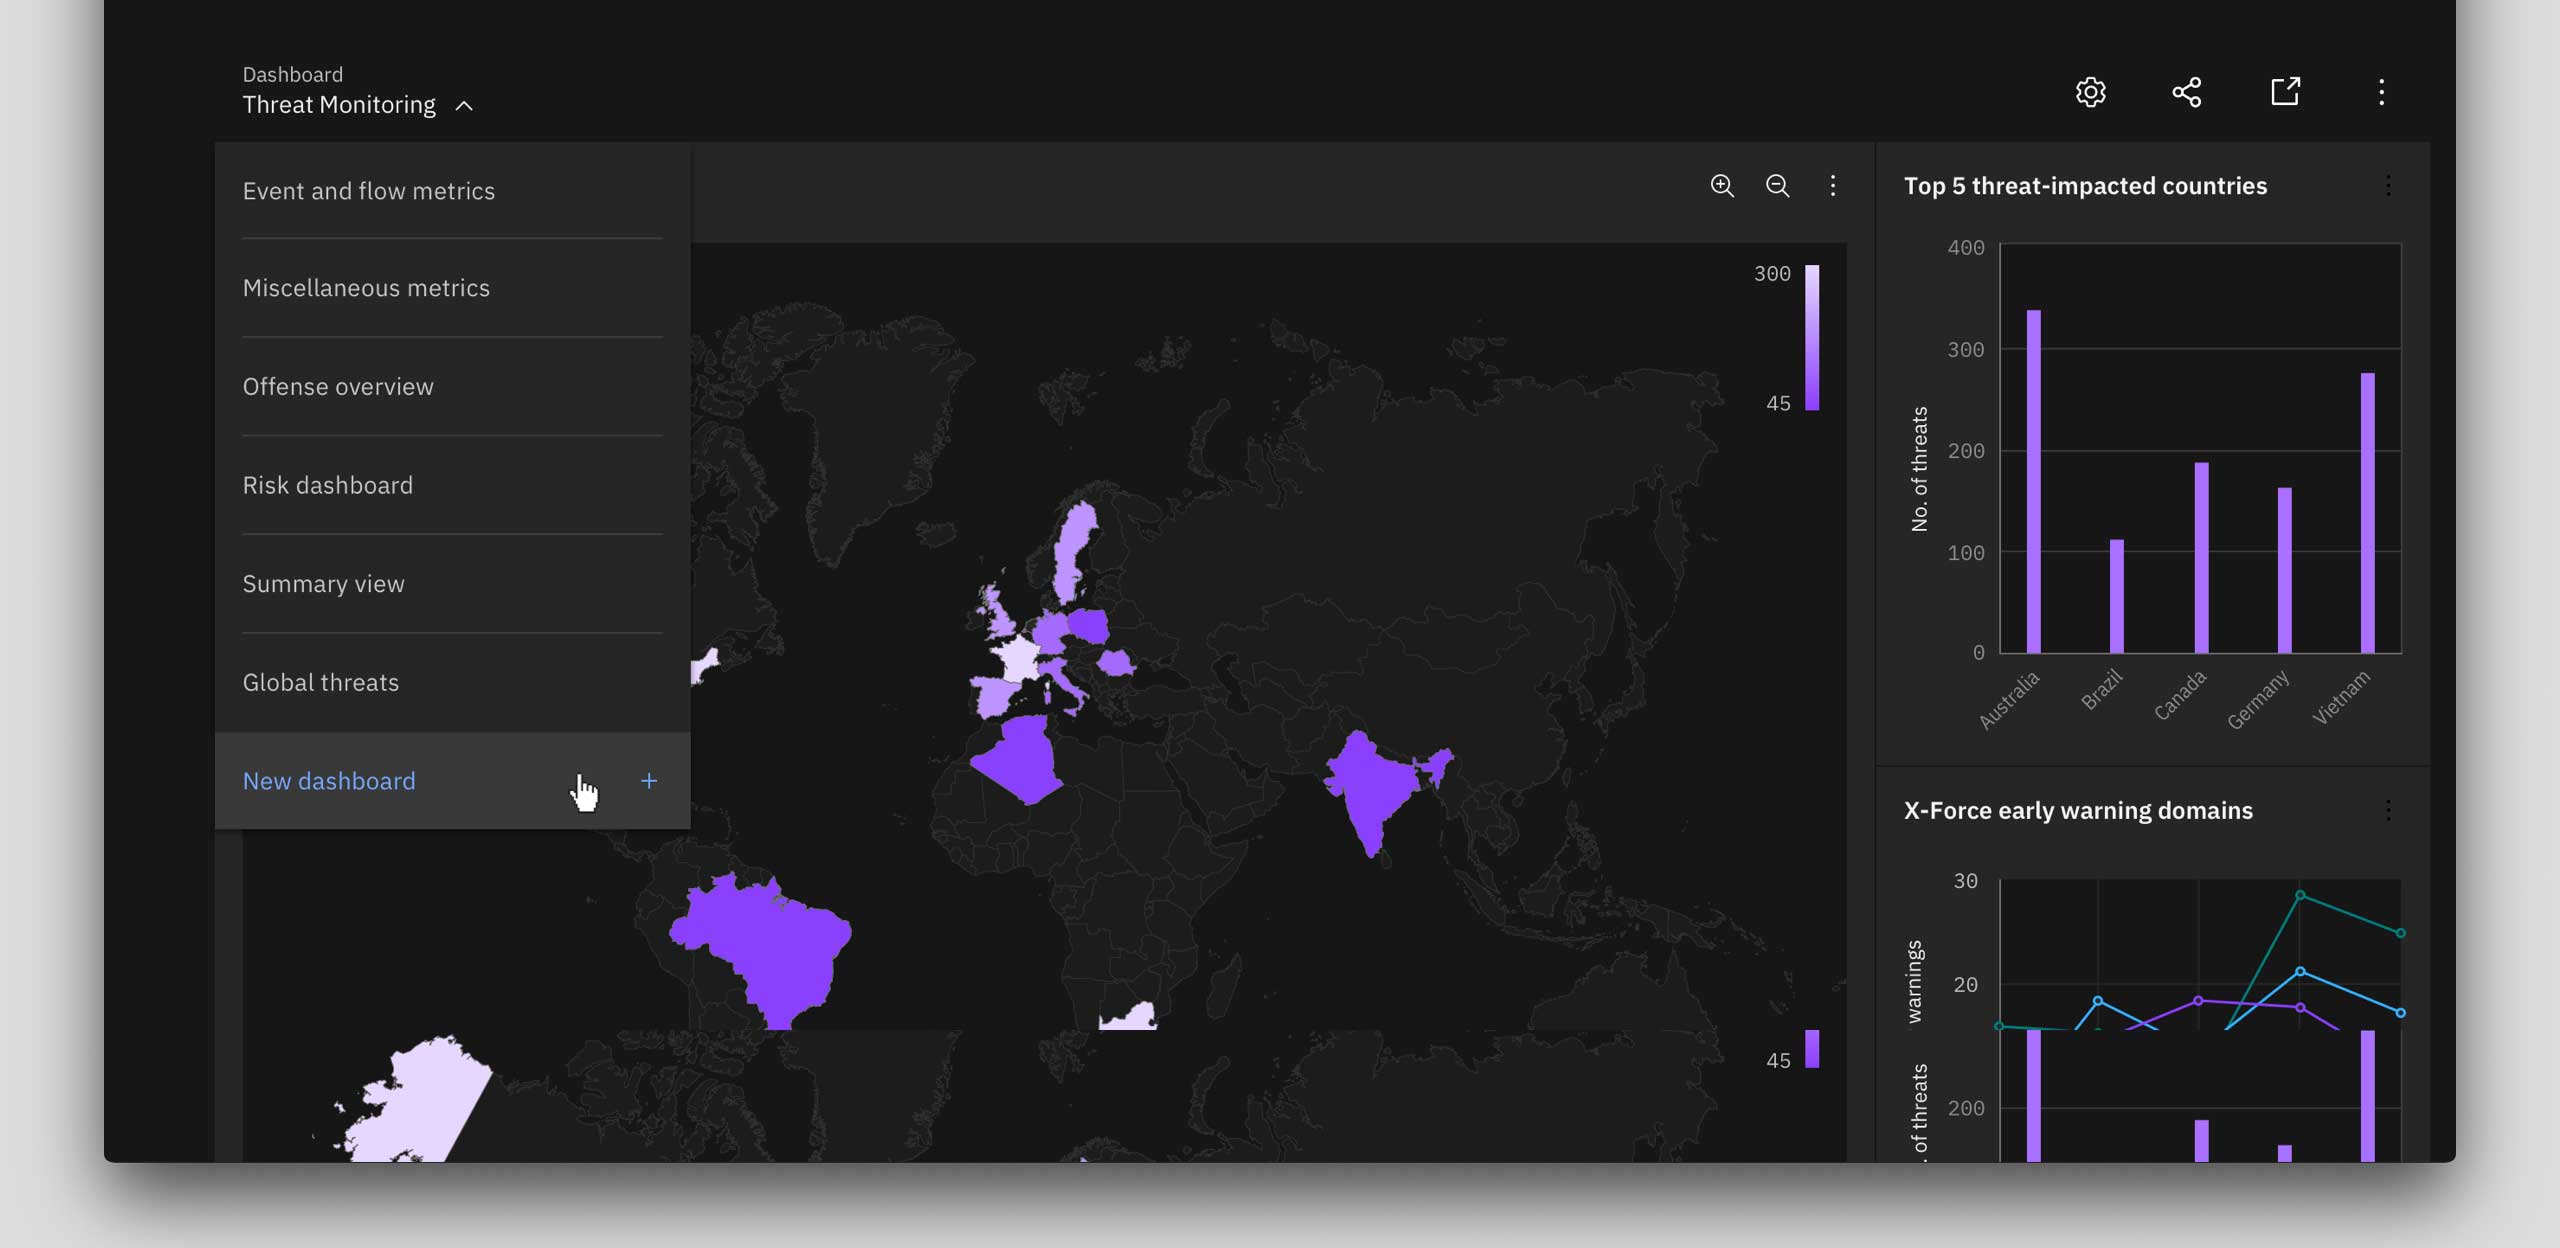 Dashboard
Threat Monitoring
Event and flow metrics
Miscellaneous metrics
Offense overview
Risk dashboard
Summary view
Global threats
New dashboard
300
45
45
Top 5 threat-impacted countries
No. of threats
400
300
200
100
0
Australia
Brazil
Canada
Germany
Vietnam
X-Force early warning domains
warnings
30
20
. of threats
200